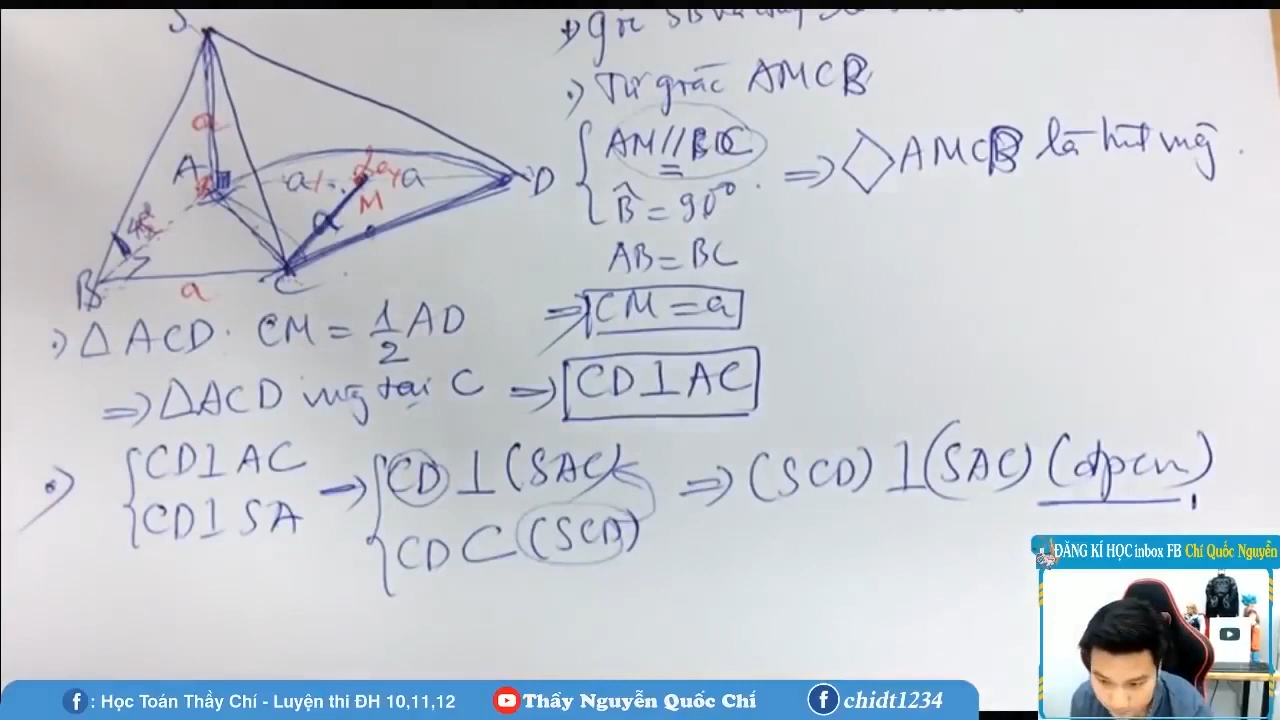 S
a
A
a
2a
a
M
D
45°
a
B
a
C
·) Tứ giác AMCB
AM // BC
B̂ = 90°
⇒ ◇AMCB là hình vuông.
AB = BC
⇒ CM = a
·) △ACD. CM = 1/2 AD
⇒ △ACD vuông tại C ⇒ CD ⊥ AC
·) CD ⊥ AC
CD ⊥ SA
→ CD ⊥ (SAC)
CD ⊂ (SCD)
⇒ (SCD) ⊥ (SAC) (đpcm)
ĐĂNG KÍ HỌC inbox FB Chí Quốc Nguyễn
f : Học Toán Thầy Chí - Luyện thi ĐH 10,11,12
Thầy Nguyễn Quốc Chí
f chidt1234